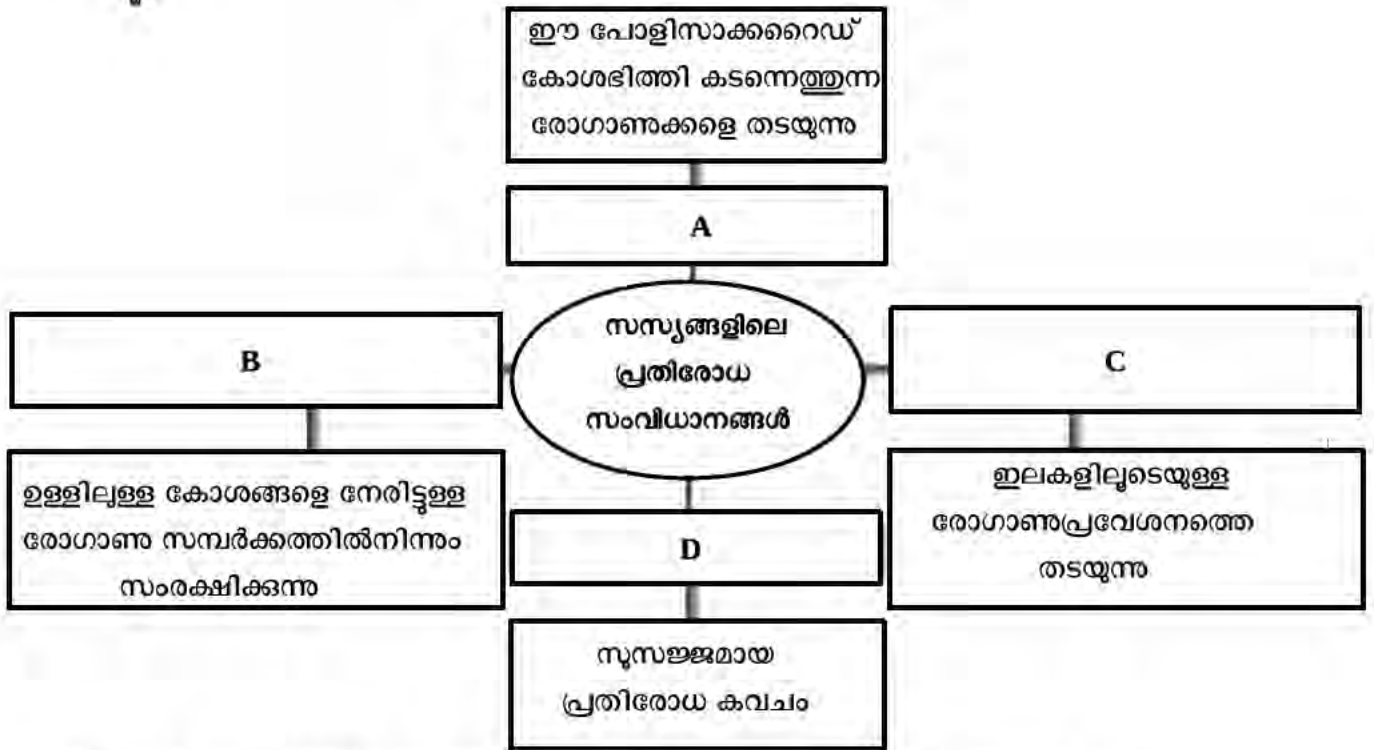 ഈ പോളിസാക്കറൈഡ്
കോശഭിത്തി കടന്നെത്തുന്ന
രോഗാണുക്കളെ തടയുന്നു
A
സസ്യങ്ങളിലെ
പ്രതിരോധ
സംവിധാനങ്ങൾ
B
ഉള്ളിലുള്ള കോശങ്ങളെ നേരിട്ടുള്ള
രോഗാണു സമ്പർക്കത്തിൽനിന്നും
സംരക്ഷിക്കുന്നു
C
ഇലകളിലൂടെയുള്ള
രോഗാണുപ്രവേശനത്തെ
തടയുന്നു
D
സുസജ്ജമായ
പ്രതിരോധ കവചം